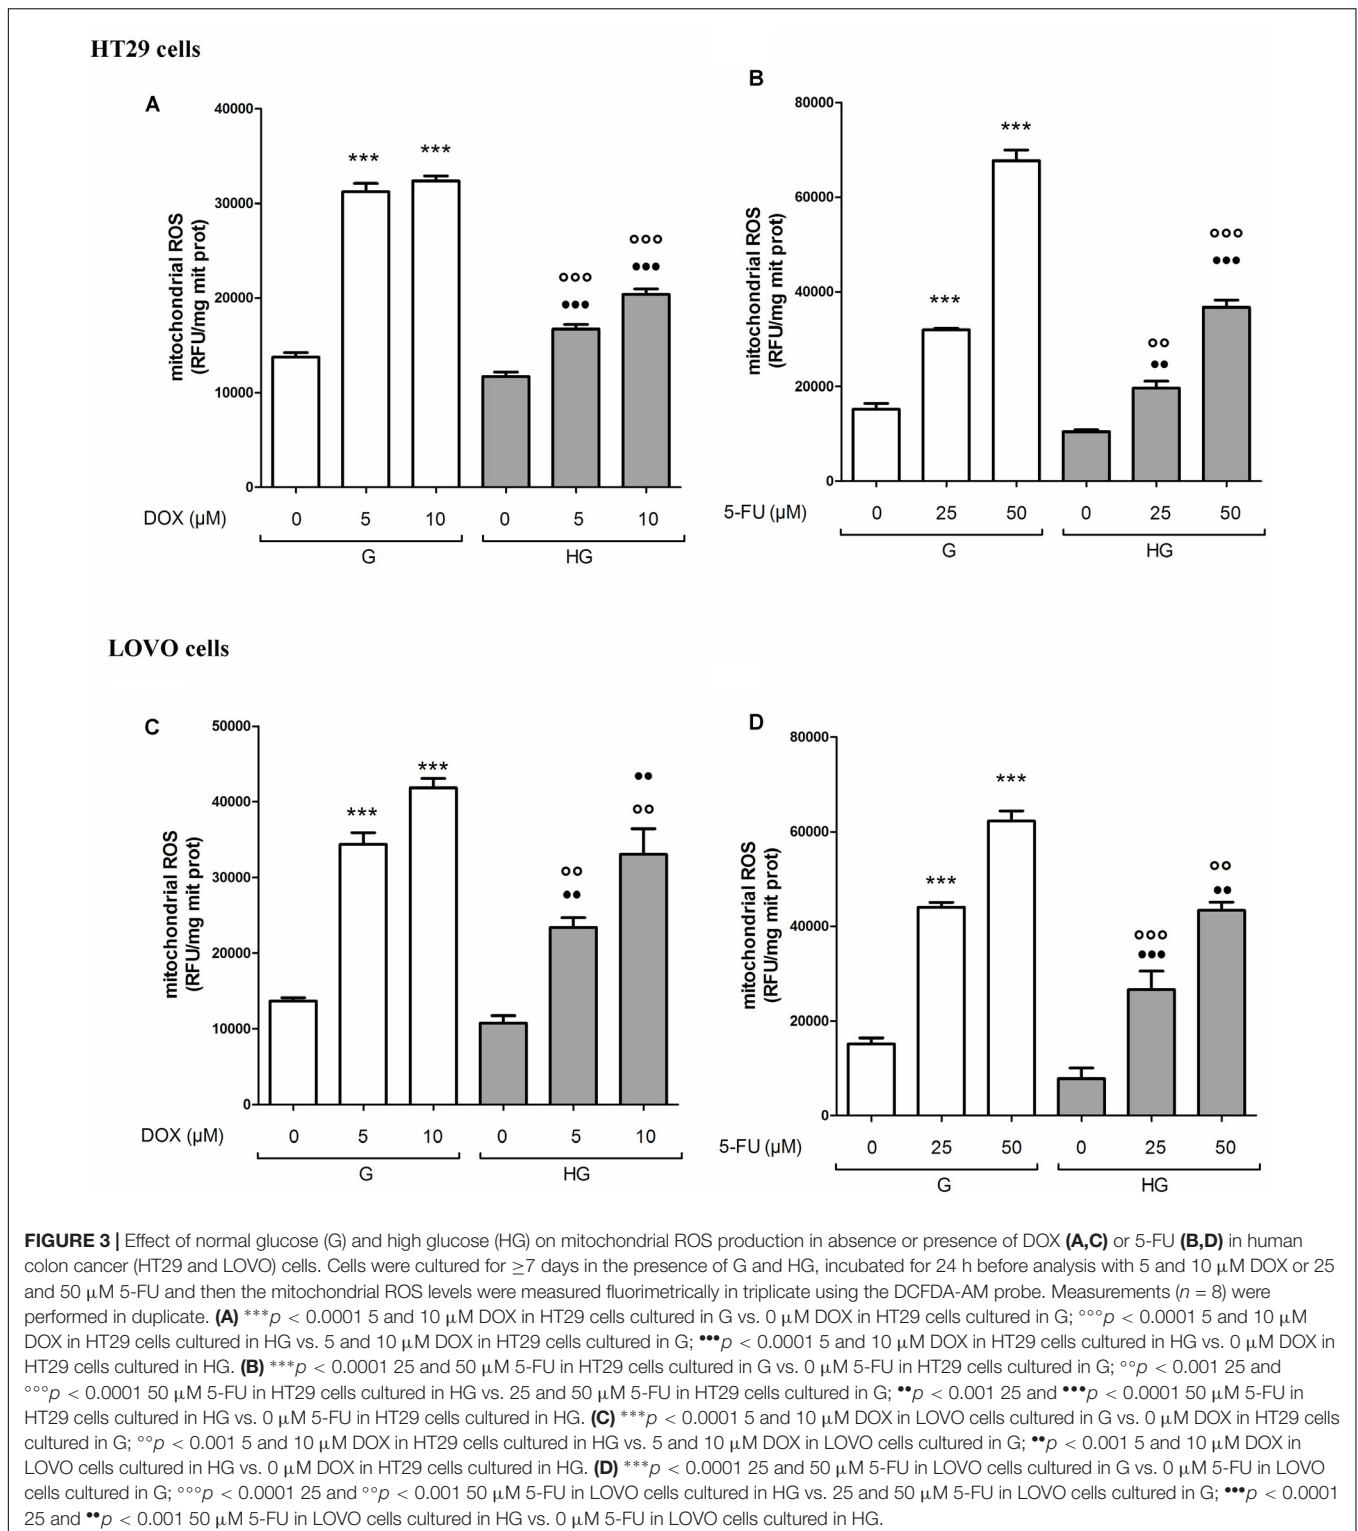 HT29 cells
A
40000
30000
20000
10000
0
mitochondrial ROS
(RFU/mg mit prot)
***
***
°°°
•••
°°°
•••
DOX (µM) 0 5 10 0 5 10
G HG
B
80000
60000
40000
20000
0
mitochondrial ROS
(RFU/mg mit prot)
***
***
°°
••
°°°
•••
5-FU (µM) 0 25 50 0 25 50
G HG
LOVO cells
C
50000
40000
30000
20000
10000
0
mitochondrial ROS
(RFU/mg mit prot)
***
***
°°
••
••
°°
DOX (µM) 0 5 10 0 5 10
G HG
D
80000
60000
40000
20000
0
mitochondrial ROS
(RFU/mg mit prot)
***
***
°°°
•••
°°
••
5-FU (µM) 0 25 50 0 25 50
G HG
FIGURE 3 | Effect of normal glucose (G) and high glucose (HG) on mitochondrial ROS production in absence or presence of DOX (A,C) or 5-FU (B,D) in human
colon cancer (HT29 and LOVO) cells. Cells were cultured for ≥7 days in the presence of G and HG, incubated for 24 h before analysis with 5 and 10 µM DOX or 25
and 50 µM 5-FU and then the mitochondrial ROS levels were measured fluorimetrically in triplicate using the DCFDA-AM probe. Measurements (n = 8) were
performed in duplicate. (A) ***p < 0.0001 5 and 10 µM DOX in HT29 cells cultured in G vs. 0 µM DOX in HT29 cells cultured in G; °°°p < 0.0001 5 and 10 µM
DOX in HT29 cells cultured in HG vs. 5 and 10 µM DOX in HT29 cells cultured in G; •••p < 0.0001 5 and 10 µM DOX in HT29 cells cultured in HG vs. 0 µM DOX in
HT29 cells cultured in HG. (B) ***p < 0.0001 25 and 50 µM 5-FU in HT29 cells cultured in G vs. 0 µM 5-FU in HT29 cells cultured in G; °°p < 0.001 25 and
°°°p < 0.0001 50 µM 5-FU in HT29 cells cultured in HG vs. 25 and 50 µM 5-FU in HT29 cells cultured in G; ••p < 0.001 25 and •••p < 0.0001 50 µM 5-FU in
HT29 cells cultured in HG vs. 0 µM 5-FU in HT29 cells cultured in HG. (C) ***p < 0.0001 5 and 10 µM DOX in LOVO cells cultured in G vs. 0 µM DOX in HT29 cells
cultured in G; °°p < 0.001 5 and 10 µM DOX in HT29 cells cultured in HG vs. 5 and 10 µM DOX in LOVO cells cultured in G; ••p < 0.001 5 and 10 µM DOX in
LOVO cells cultured in HG vs. 0 µM DOX in HT29 cells cultured in HG. (D) ***p < 0.0001 25 and 50 µM 5-FU in LOVO cells cultured in G vs. 0 µM 5-FU in LOVO
cells cultured in G; °°°p < 0.0001 25 and °°p < 0.001 50 µM 5-FU in LOVO cells cultured in HG vs. 25 and 50 µM 5-FU in LOVO cells cultured in G; •••p < 0.0001
25 and ••p < 0.001 50 µM 5-FU in LOVO cells cultured in HG vs. 0 µM 5-FU in LOVO cells cultured in HG.